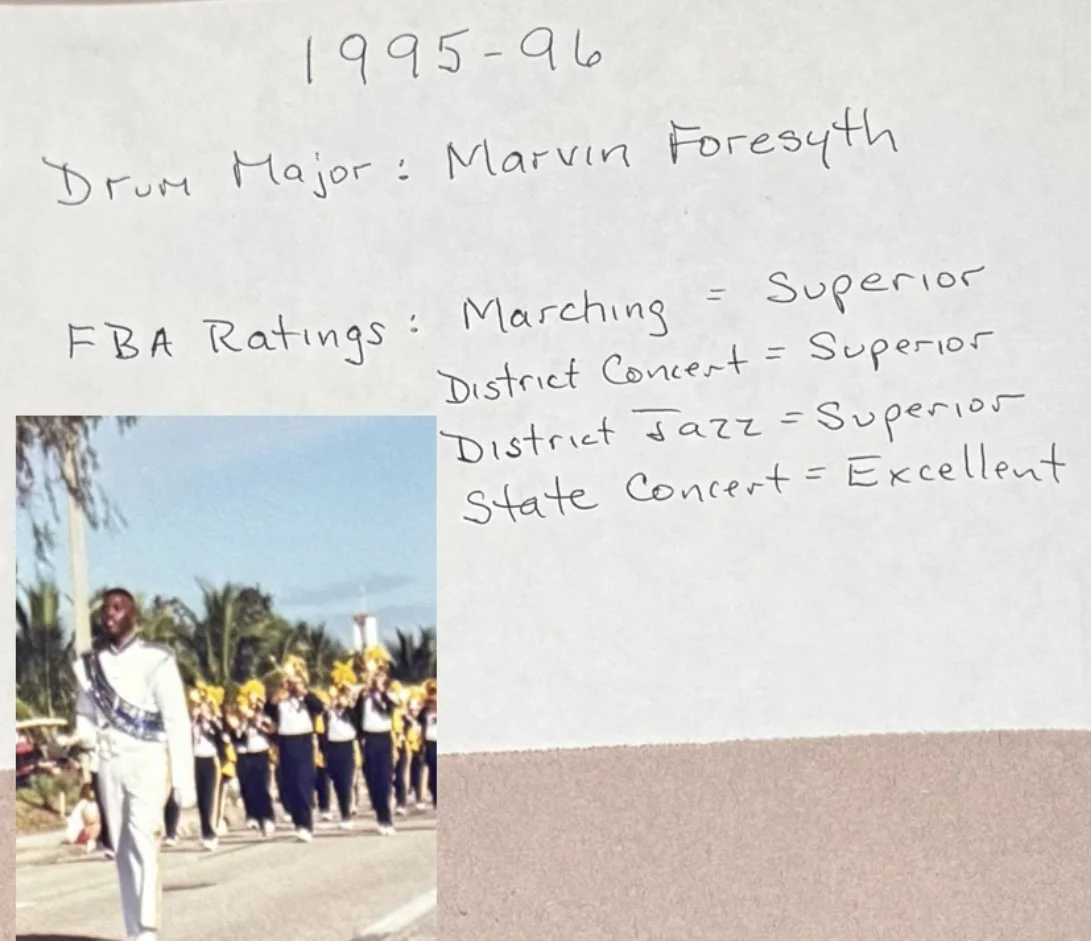 1995-96
Drum Major: Marvin Foresyth
FBA Ratings: Marching = Superior
District Concert = Superior
District Jazz = Superior
State Concert = Excellent